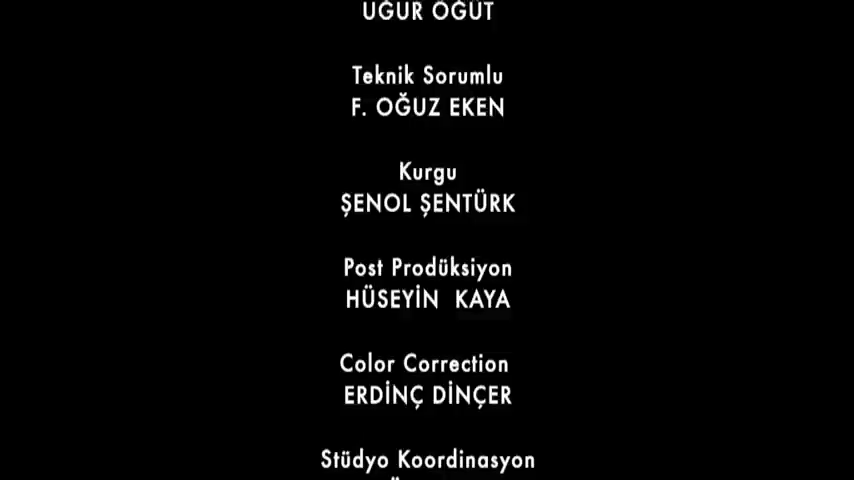 UĞUR ÖĞÜT
Teknik Sorumlu
F. OĞUZ EKEN
Kurgu
ŞENOL ŞENTÜRK
Post Prodüksiyon
HÜSEYİN KAYA
Color Correction
ERDİNÇ DİNÇER
Stüdyo Koordinasyon